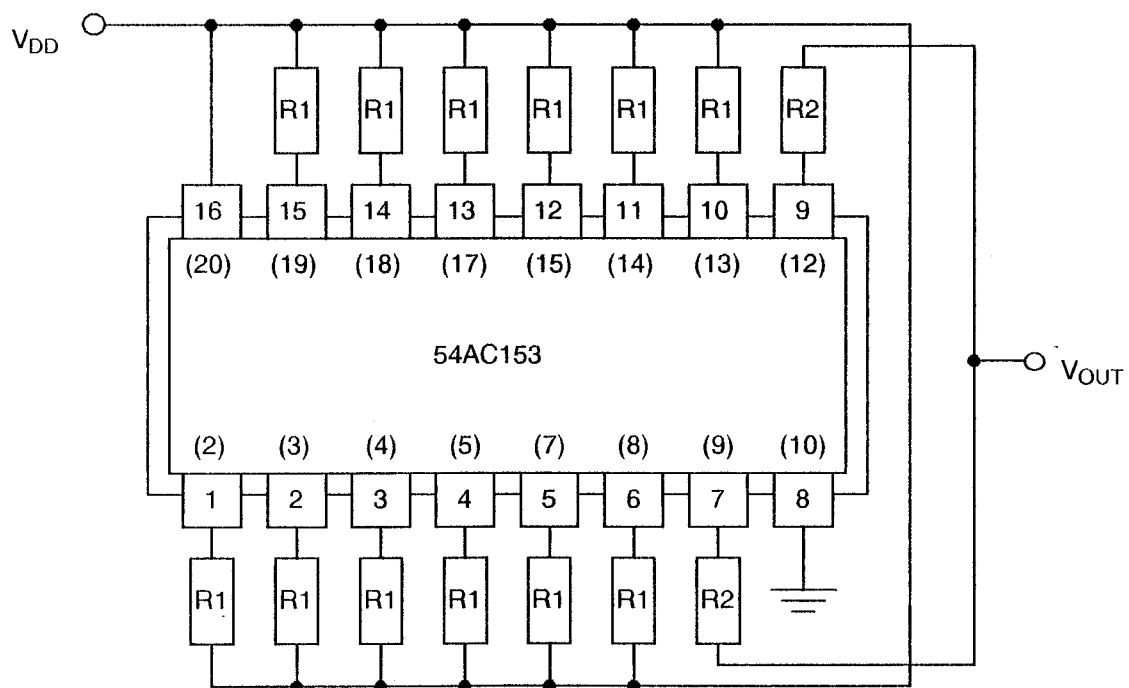 V_DD
R1 R1 R1 R1 R1 R1 R2
16 15 14 13 12 11 10 9
(20) (19) (18) (17) (15) (14) (13) (12)
54AC153
V_OUT
(2) (3) (4) (5) (7) (8) (9) (10)
1 2 3 4 5 6 7 8
R1 R1 R1 R1 R1 R1 R2